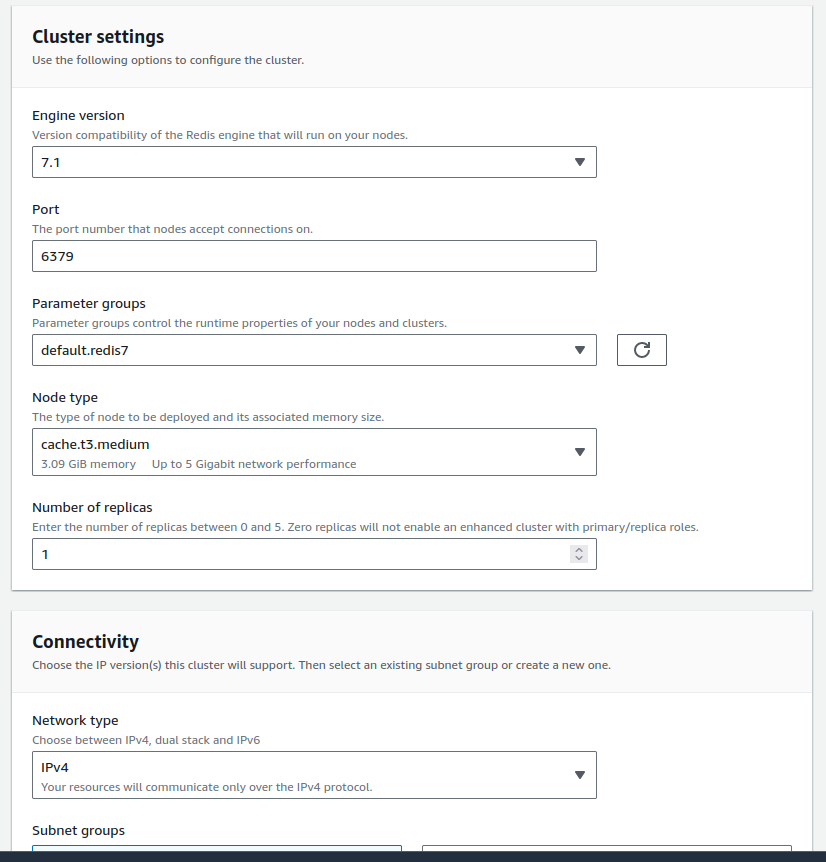 Cluster settings
Use the following options to configure the cluster.
Engine version
Version compatibility of the Redis engine that will run on your nodes.
7.1
Port
The port number that nodes accept connections on.
6379
Parameter groups
Parameter groups control the runtime properties of your nodes and clusters.
default.redis7
Node type
The type of node to be deployed and its associated memory size.
cache.t3.medium
3.09 GiB memory Up to 5 Gigabit network performance
Number of replicas
Enter the number of replicas between 0 and 5. Zero replicas will not enable an enhanced cluster with primary/replica roles.
1
Connectivity
Choose the IP version(s) this cluster will support. Then select an existing subnet group or create a new one.
Network type
Choose between IPv4, dual stack and IPv6
IPv4
Your resources will communicate only over the IPv4 protocol.
Subnet groups